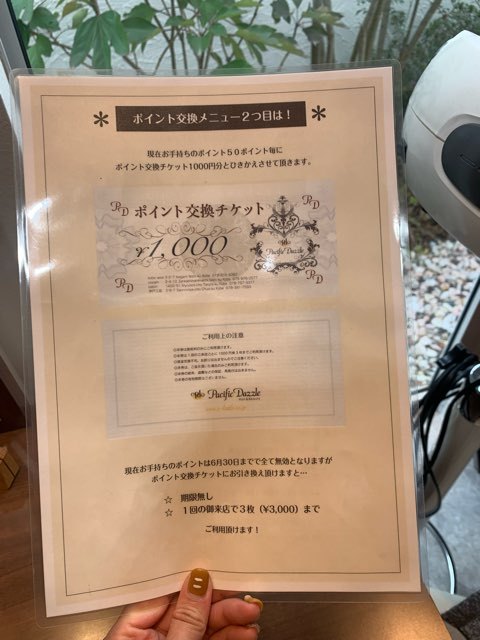 * ポイント交換メニュー2つ目は! *
現在お手持ちのポイント50ポイント毎に
ポイント交換チケット1000円分とひきかえさせて頂きます。
PD
PD
ポイント交換チケット
¥1,000
Pacific Dazzle
PD
PD
ご利用上の注意
Pacific Dazzle
現在お手持ちのポイントは6月30日までで全て無効となりますが
ポイント交換チケットにお引き換え頂けますと…
☆ 期限無し
☆ 1回の御来店で3枚(¥3,000)まで
ご利用頂けます!